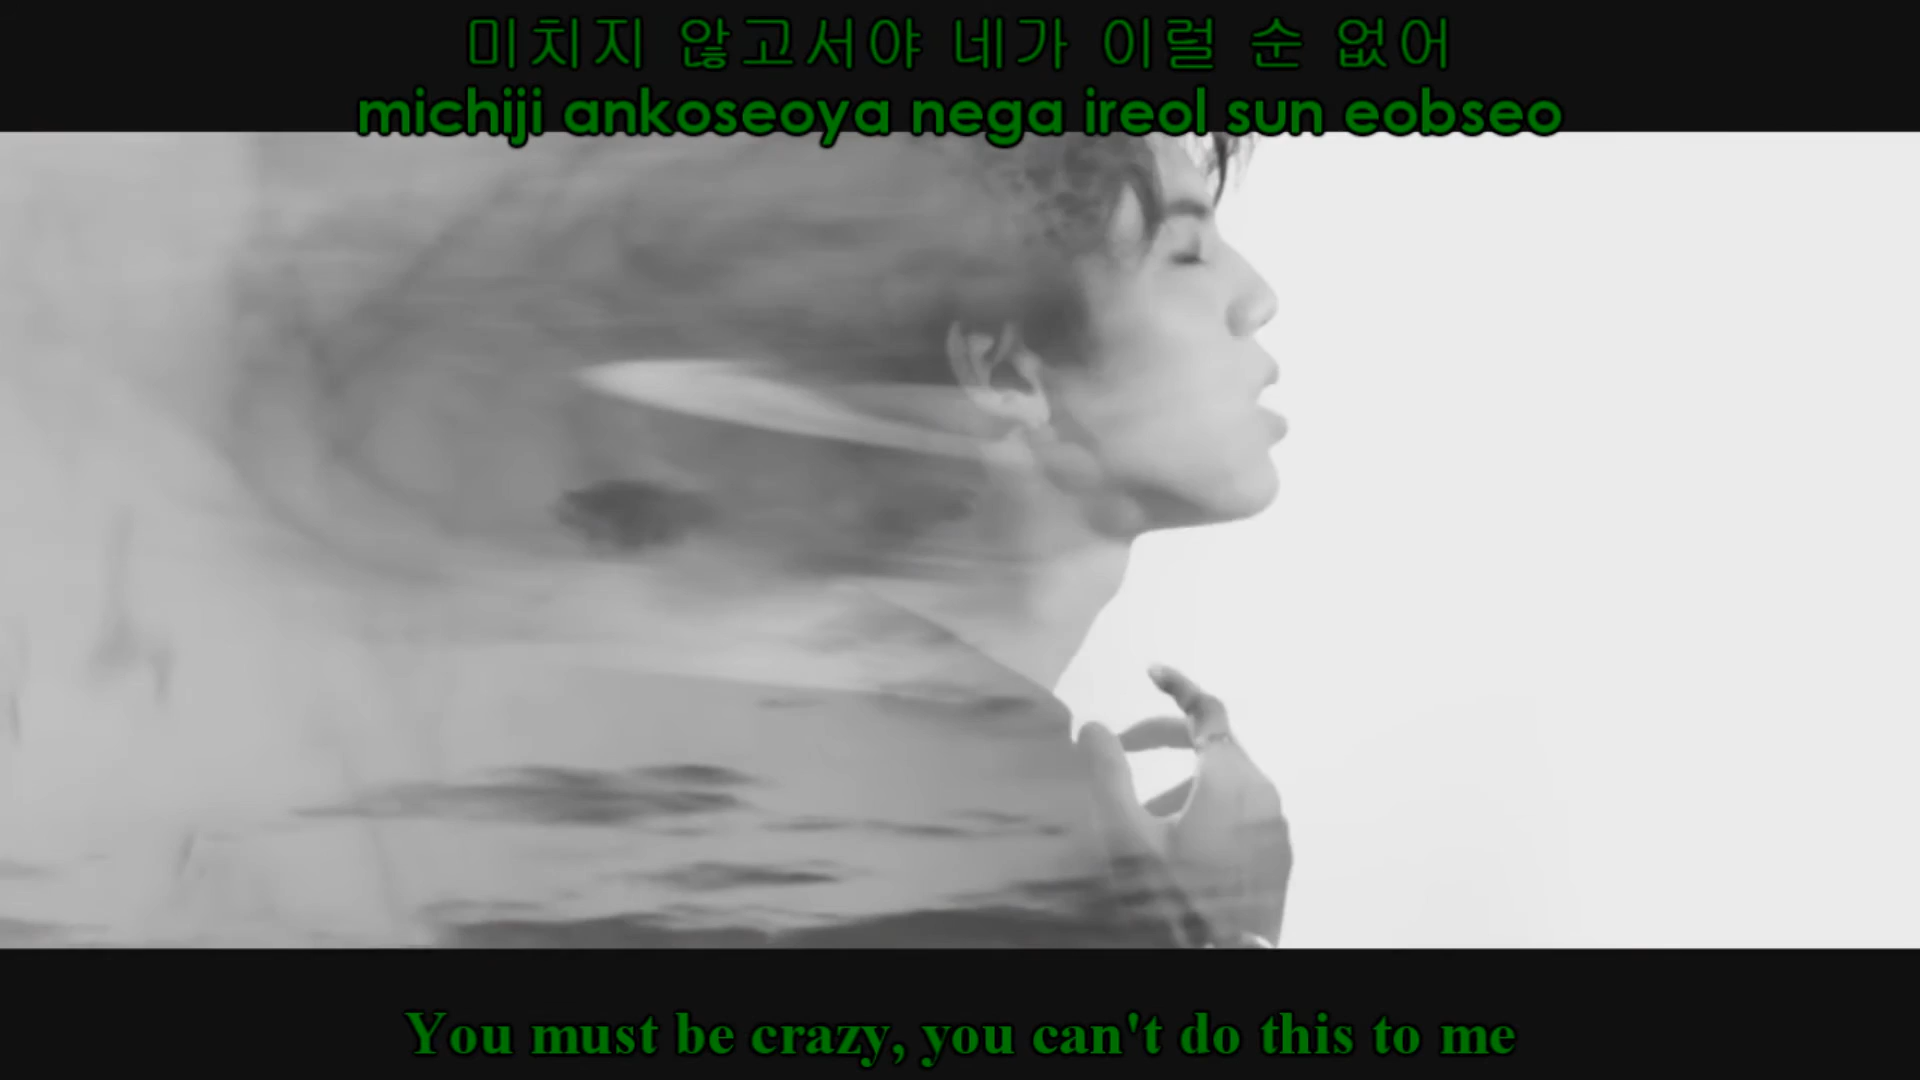 미치지 않고서야 네가 이럴 순 없어
michiji ankoseoya nega ireol sun eobseo
You must be crazy, you can't do this to me